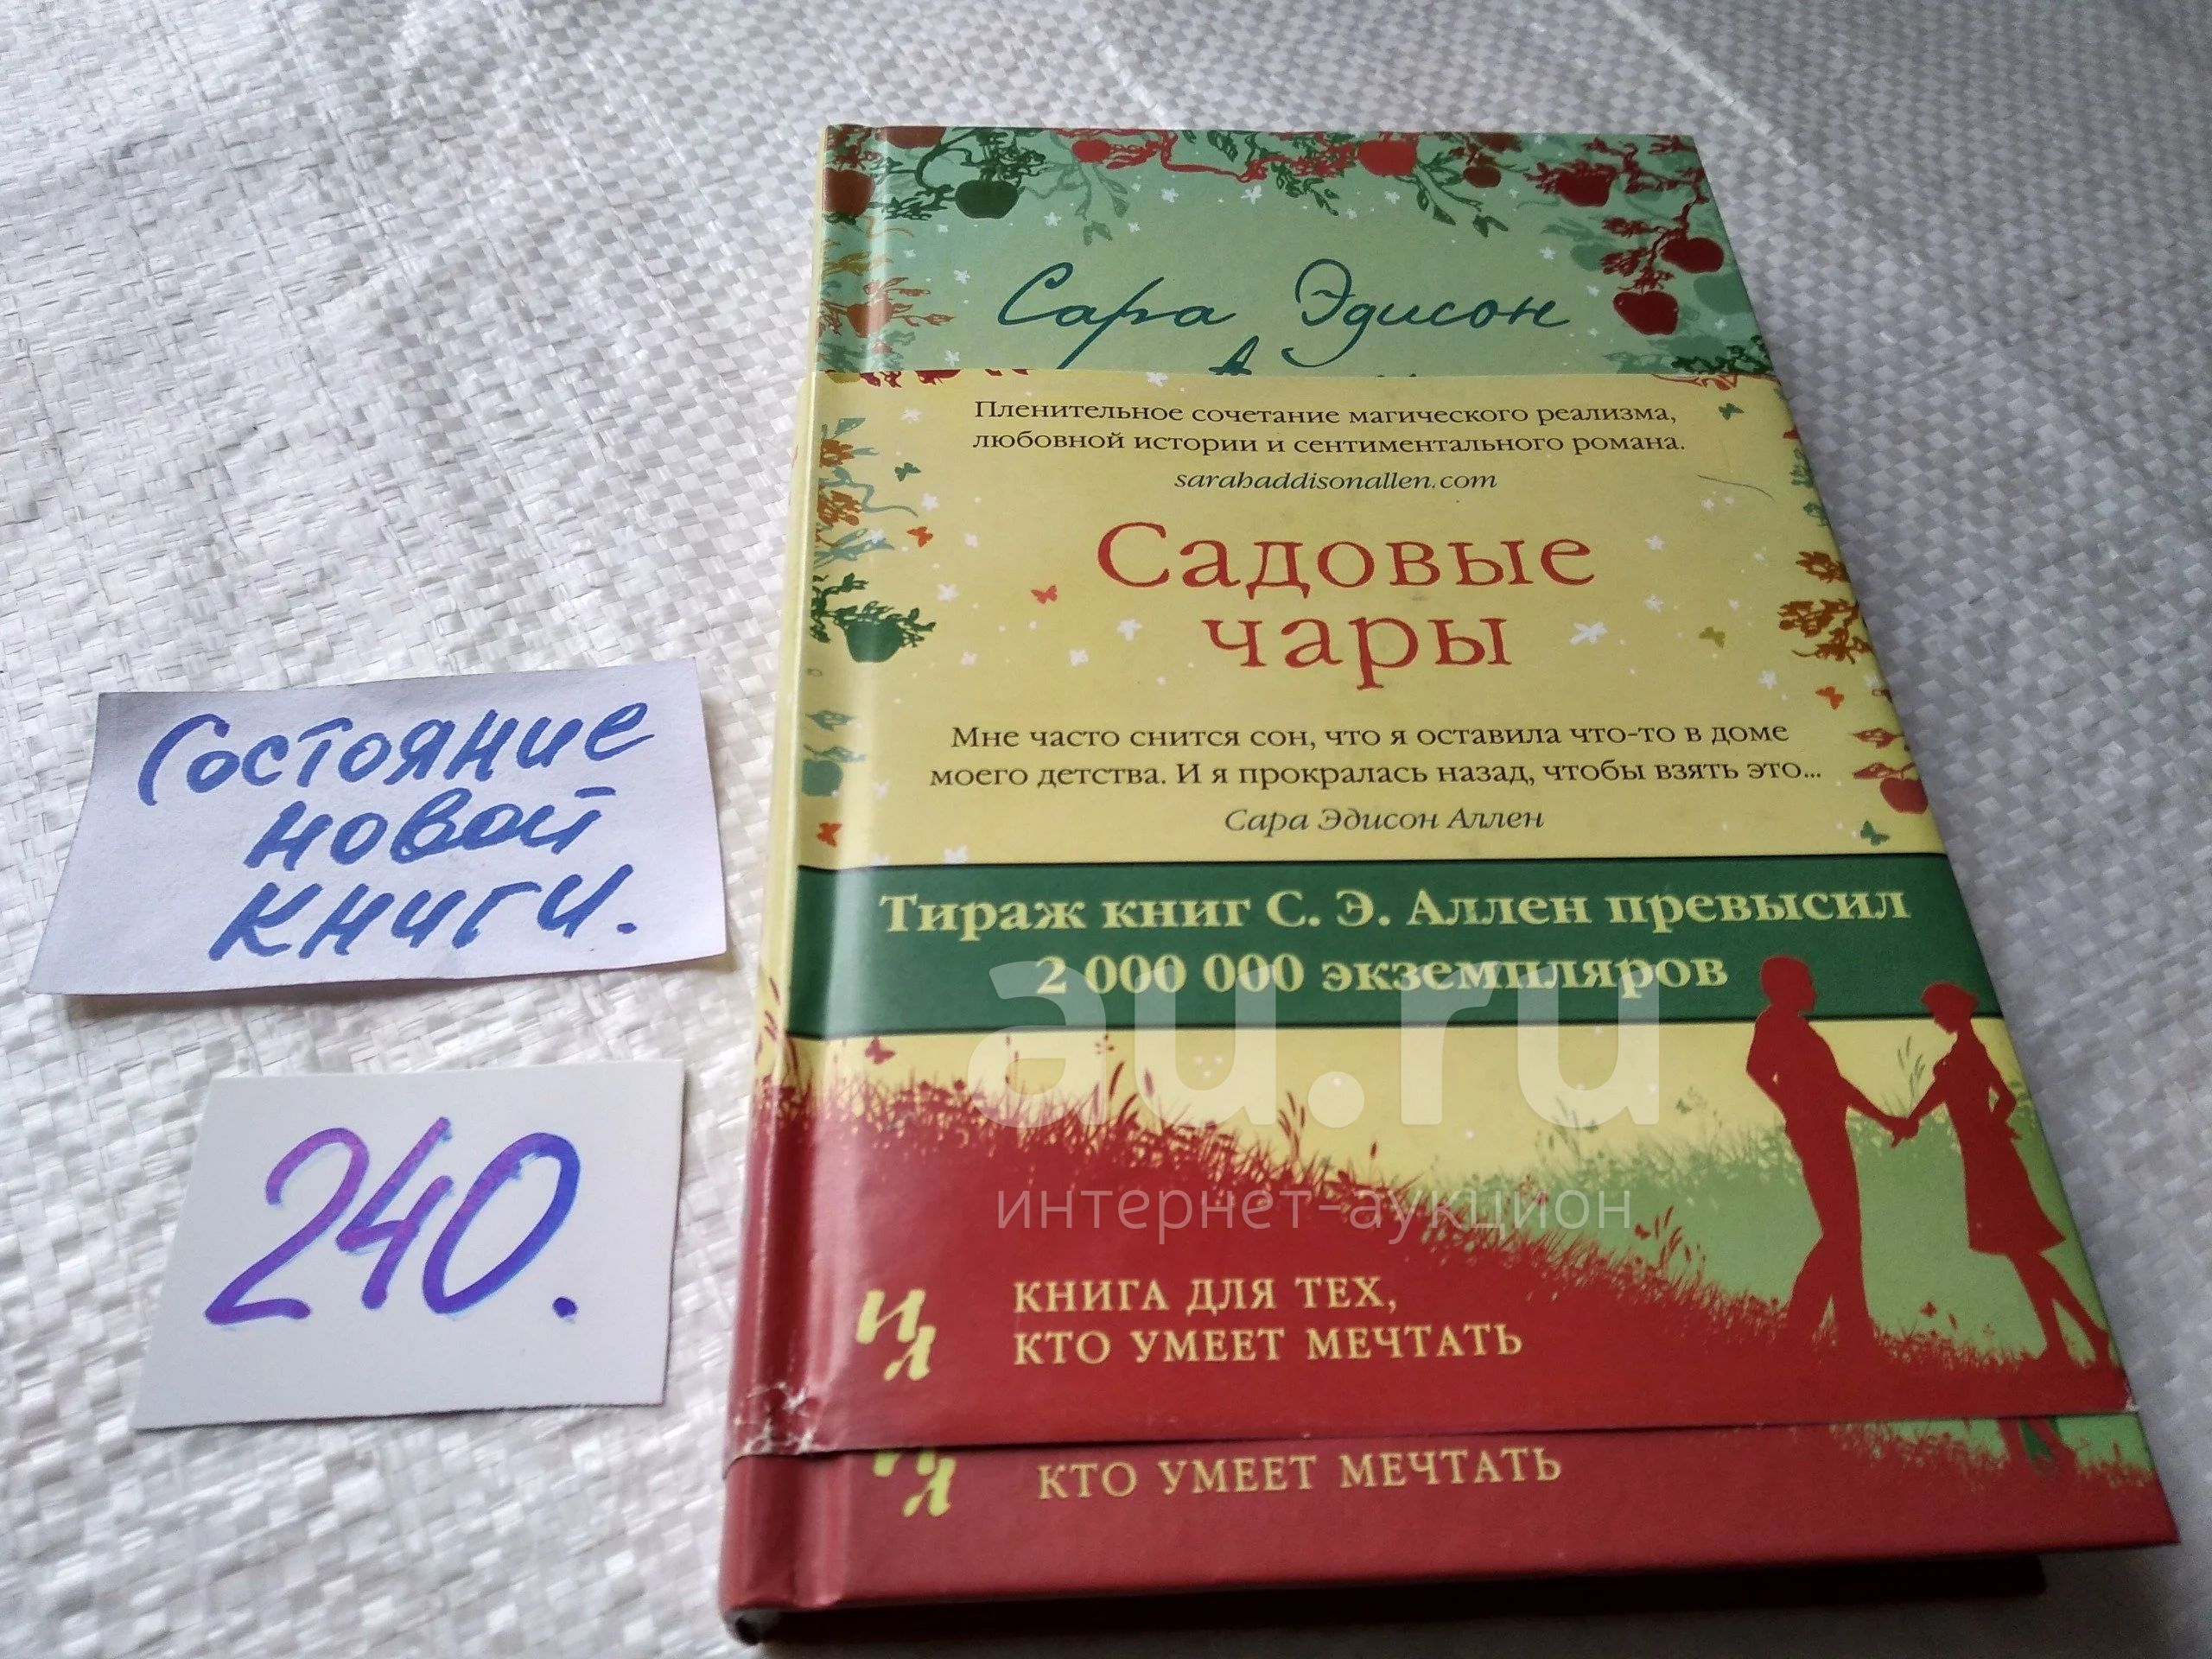 Сара Эдисон
Пленительное сочетание магического реализма,
любовной истории и сентиментального романа.
sarahaddisonallen.com
Садовые
чары
Мне часто снится сон, что я оставила что-то в доме
моего детства. И я прокралась назад, чтобы взять это...
Сара Эдисон Аллен
Тираж книг С. Э. Аллен превысил
2 000 000 экземпляров
au.ru
интернет-аукцион
ИЛ
КНИГА ДЛЯ ТЕХ,
КТО УМЕЕТ МЕЧТАТЬ
КТО УМЕЕТ МЕЧТАТЬ
Состояние
новой
книги.
240.